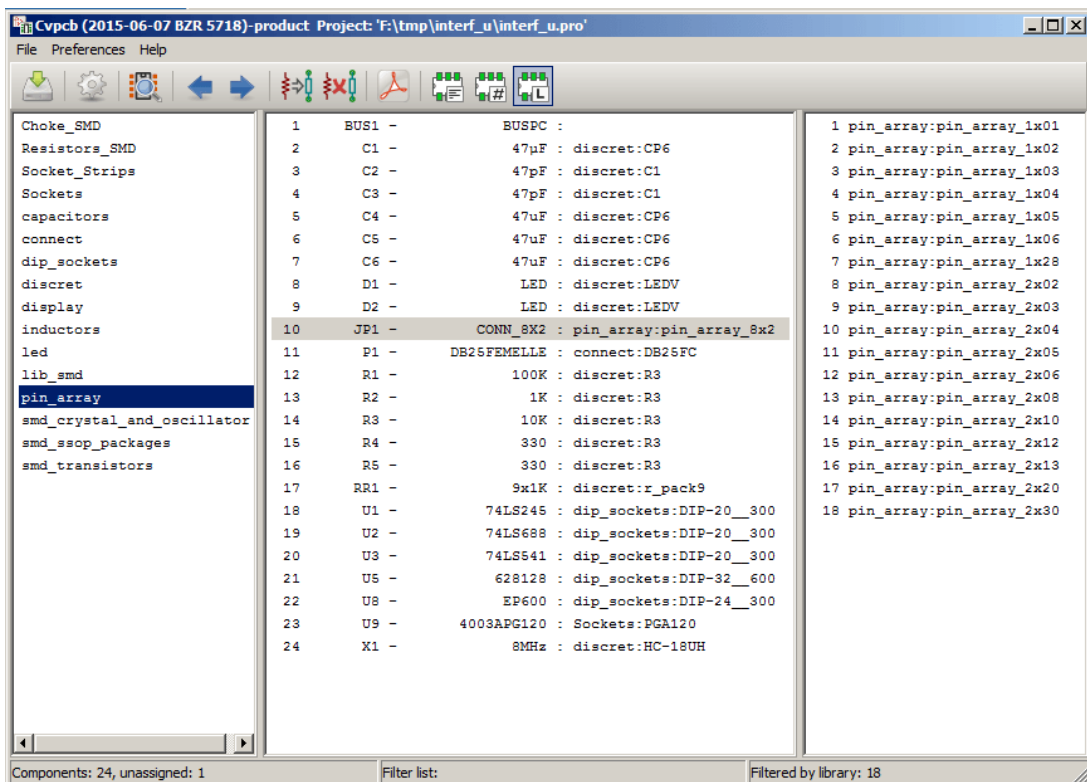 Cvpcb (2015-06-07 BZR 5718)-product Project: 'F:\tmp\interf_u\interf_u.pro'
File Preferences Help
Choke_SMD
Resistors_SMD
Socket_Strips
Sockets
capacitors
connect
dip_sockets
discret
display
inductors
led
lib_smd
pin_array
smd_crystal_and_oscillator
smd_ssop_packages
smd_transistors
1 BUS1 - BUSPC :
2 C1 - 47µF : discret:CP6
3 C2 - 47pF : discret:C1
4 C3 - 47pF : discret:C1
5 C4 - 47uF : discret:CP6
6 C5 - 47uF : discret:CP6
7 C6 - 47uF : discret:CP6
8 D1 - LED : discret:LEDV
9 D2 - LED : discret:LEDV
10 JP1 - CONN_8X2 : pin_array:pin_array_8x2
11 P1 - DB25FEMELLE : connect:DB25FC
12 R1 - 100K : discret:R3
13 R2 - 1K : discret:R3
14 R3 - 10K : discret:R3
15 R4 - 330 : discret:R3
16 R5 - 330 : discret:R3
17 RR1 - 9x1K : discret:r_pack9
18 U1 - 74LS245 : dip_sockets:DIP-20__300
19 U2 - 74LS688 : dip_sockets:DIP-20__300
20 U3 - 74LS541 : dip_sockets:DIP-20__300
21 U5 - 628128 : dip_sockets:DIP-32__600
22 U8 - EP600 : dip_sockets:DIP-24__300
23 U9 - 4003APG120 : Sockets:PGA120
24 X1 - 8MHz : discret:HC-18UH
1 pin_array:pin_array_1x01
2 pin_array:pin_array_1x02
3 pin_array:pin_array_1x03
4 pin_array:pin_array_1x04
5 pin_array:pin_array_1x05
6 pin_array:pin_array_1x06
7 pin_array:pin_array_1x28
8 pin_array:pin_array_2x02
9 pin_array:pin_array_2x03
10 pin_array:pin_array_2x04
11 pin_array:pin_array_2x05
12 pin_array:pin_array_2x06
13 pin_array:pin_array_2x08
14 pin_array:pin_array_2x10
15 pin_array:pin_array_2x12
16 pin_array:pin_array_2x13
17 pin_array:pin_array_2x20
18 pin_array:pin_array_2x30
Components: 24, unassigned: 1
Filter list:
Filtered by library: 18